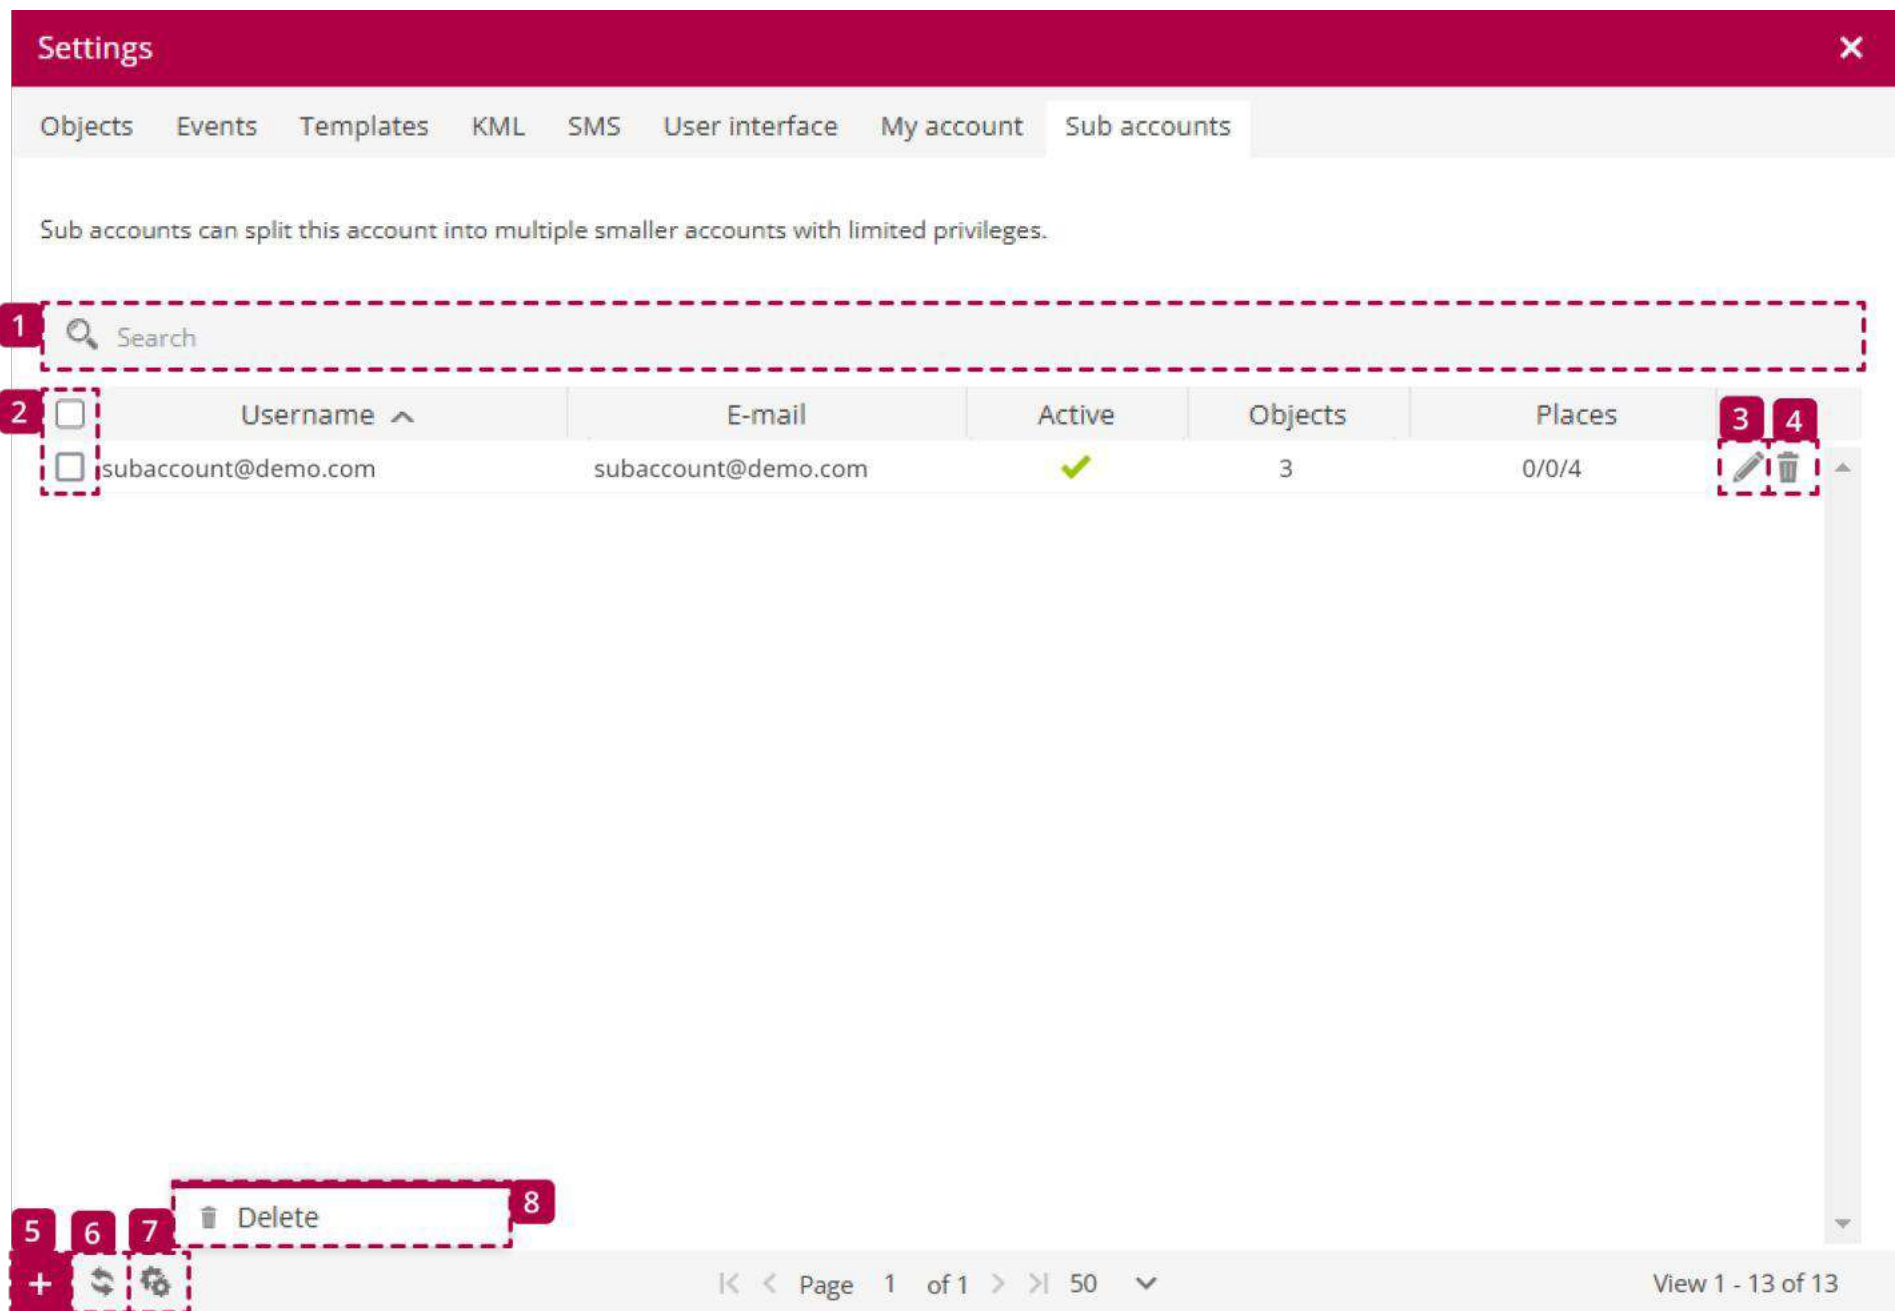 Settings
Objects Events Templates KML SMS User interface My account Sub accounts
Sub accounts can split this account into multiple smaller accounts with limited privileges.
1 Search
2 Username E-mail Active Objects Places 3 4
subaccount@demo.com subaccount@demo.com 3 0/0/4
Delete 8
5 6 7
Page 1 of 1 50 View 1 - 13 of 13